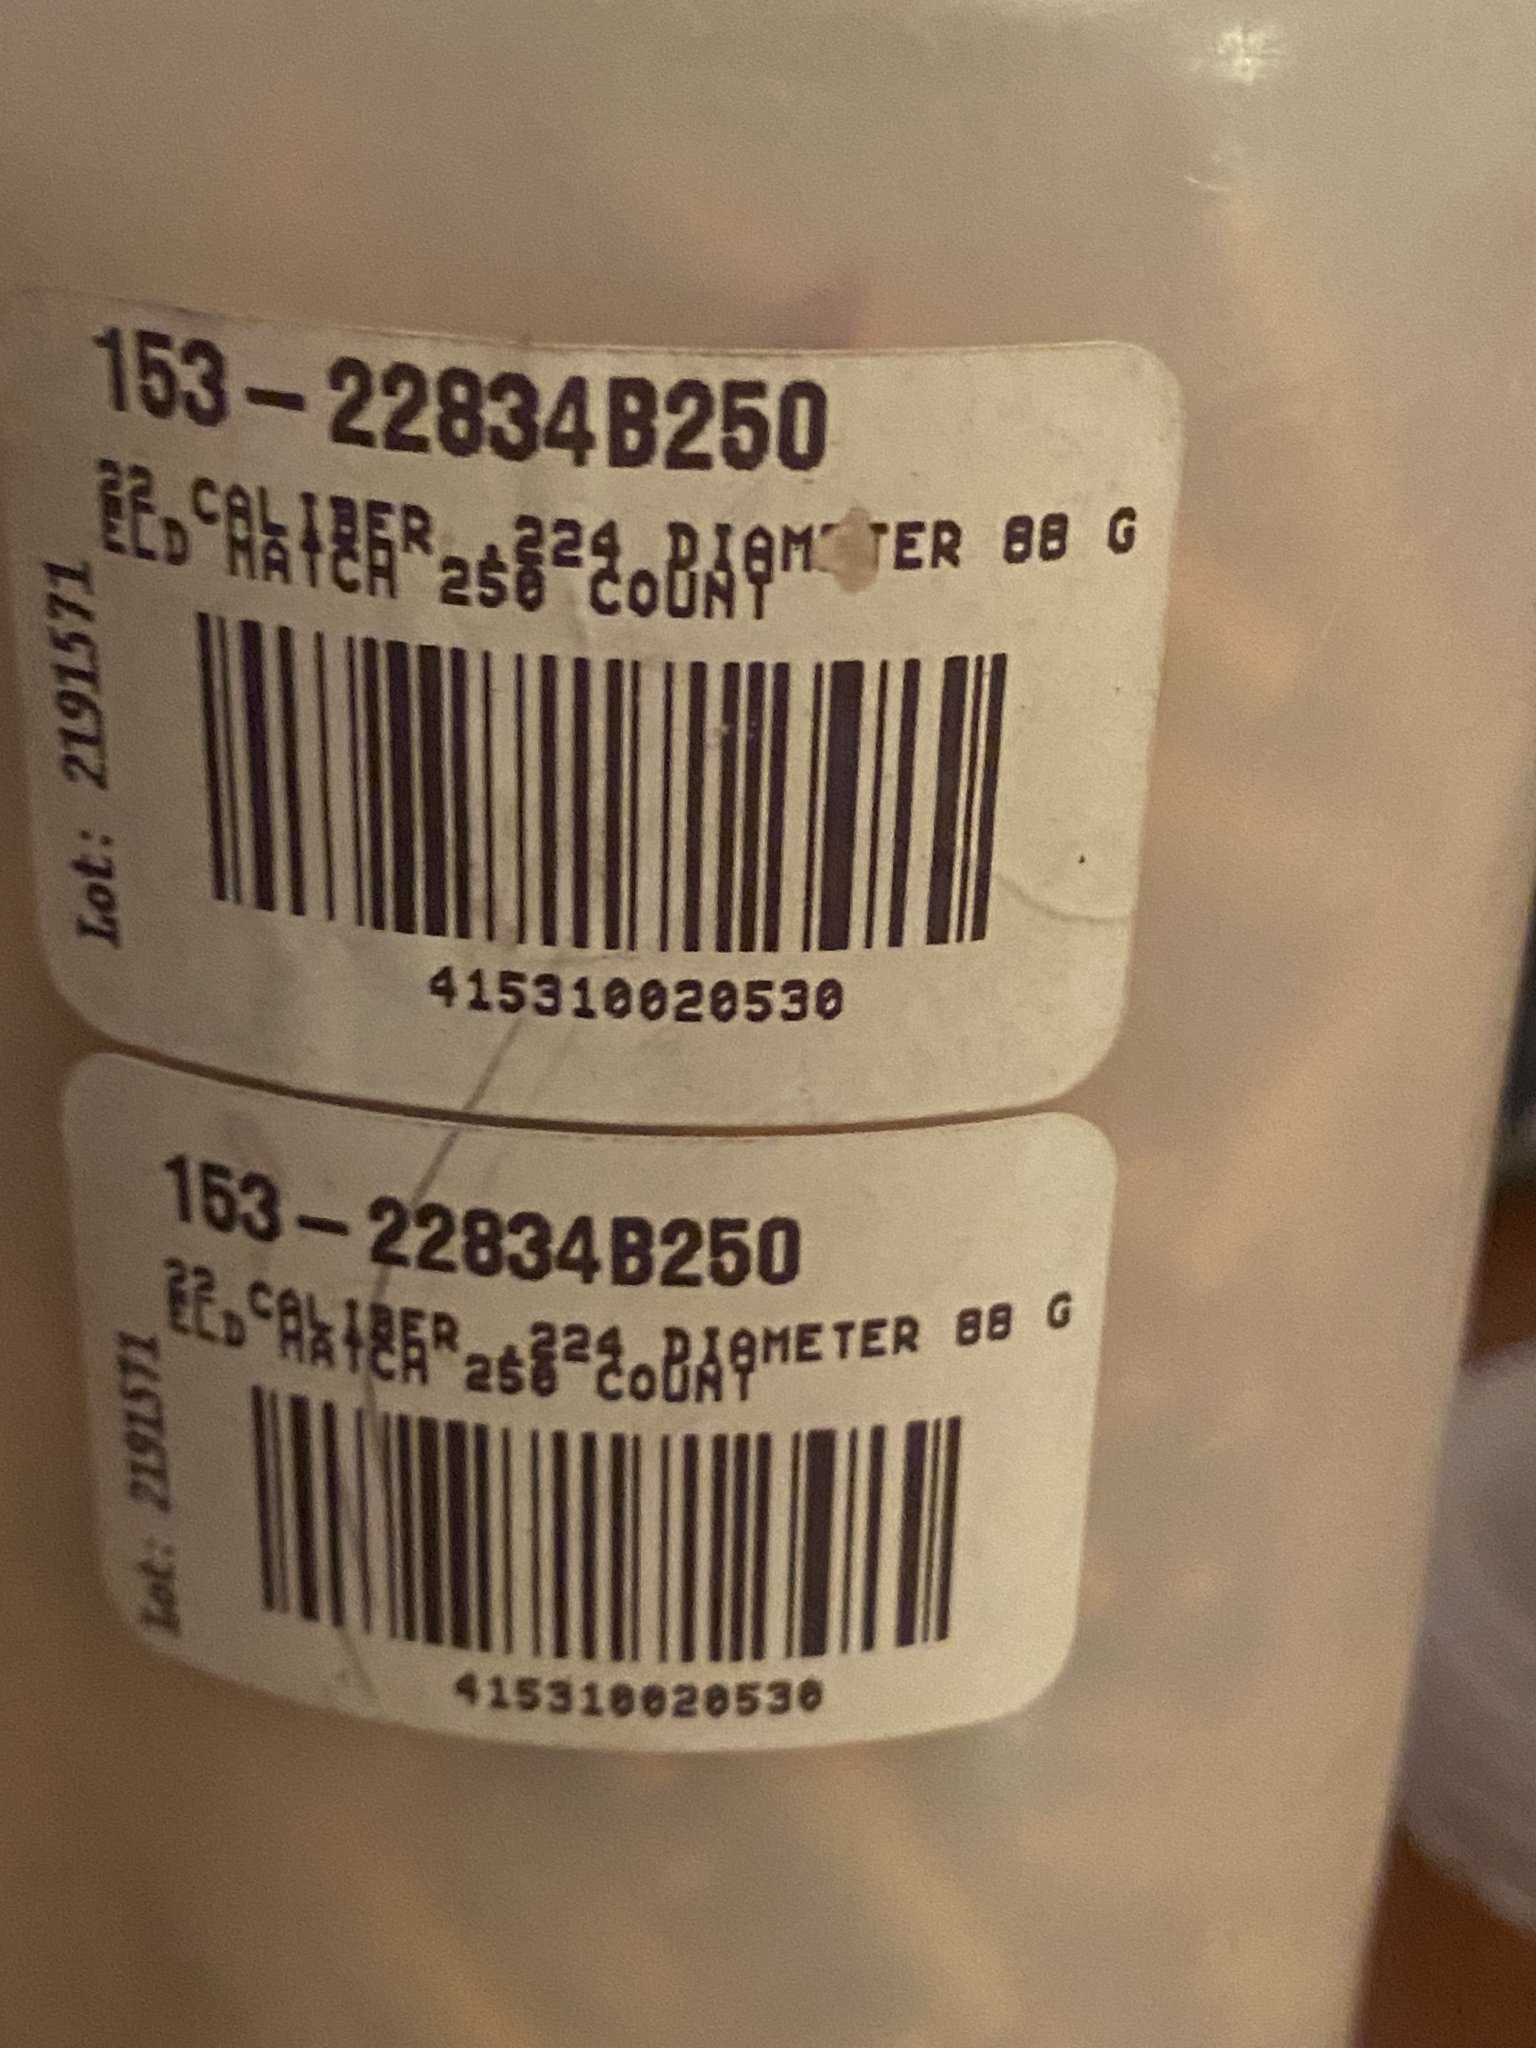 153-22834B250
22 CALIBER .224 DIAMETER 88 G
ELD MATCH 250 COUNT
Lot: 2191571
415310020530
153-22834B250
22 CALIBER .224 DIAMETER 88 G
ELD MATCH 250 COUNT
Lot: 2191571
415310020530